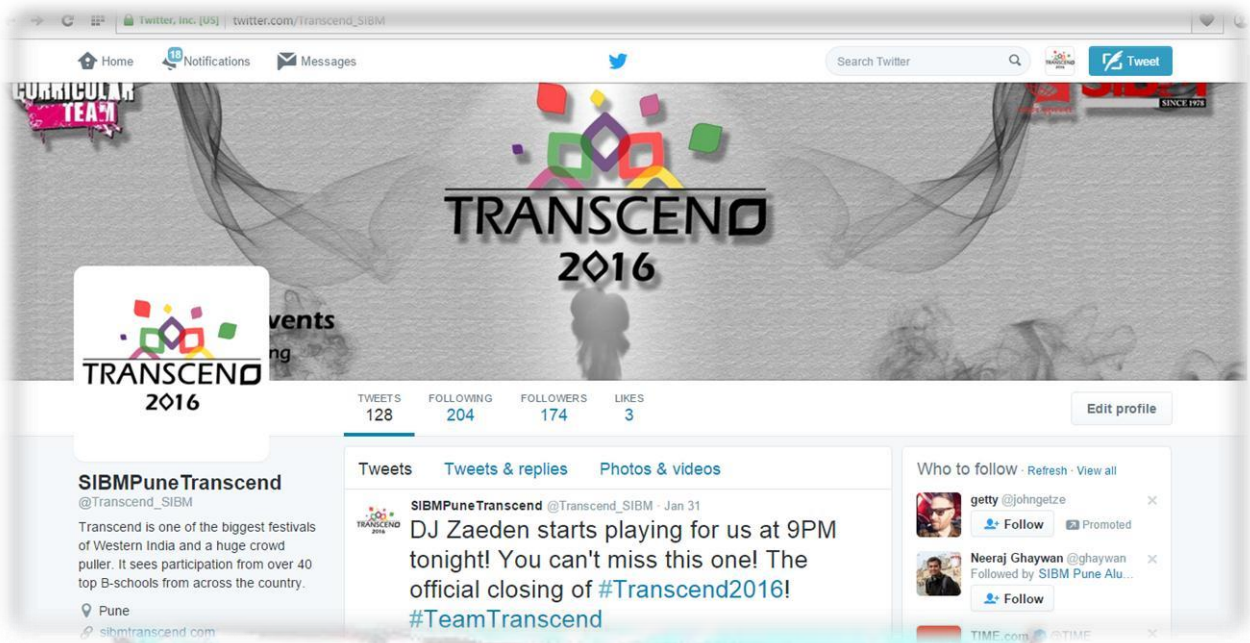 Twitter, Inc. [US] twitter.com/Transcend_SIBM
Home 18 Notifications Messages Search Twitter TRANSCEND 2016 Tweet
CURRICULAR
TEAM
SIBM
SINCE 1978
TRANSCEND
2016
vents
ng
TRANSCEND
2016
TWEETS FOLLOWING FOLLOWERS LIKES
128 204 174 3
Edit profile
SIBMPuneTranscend
@Transcend_SIBM
Transcend is one of the biggest festivals
of Western India and a huge crowd
puller. It sees participation from over 40
top B-schools from across the country.
Pune
sibmtranscend.com
Tweets Tweets & replies Photos & videos
TRANSCEND
2016
SIBMPuneTranscend @Transcend_SIBM · Jan 31
DJ Zaeden starts playing for us at 9PM
tonight! You can't miss this one! The
official closing of #Transcend2016!
#TeamTranscend
Who to follow · Refresh · View all
getty @johngetze
Follow Promoted
Neeraj Ghaywan @ghaywan
Followed by SIBM Pune Alu...
Follow
TIME.com @TIME